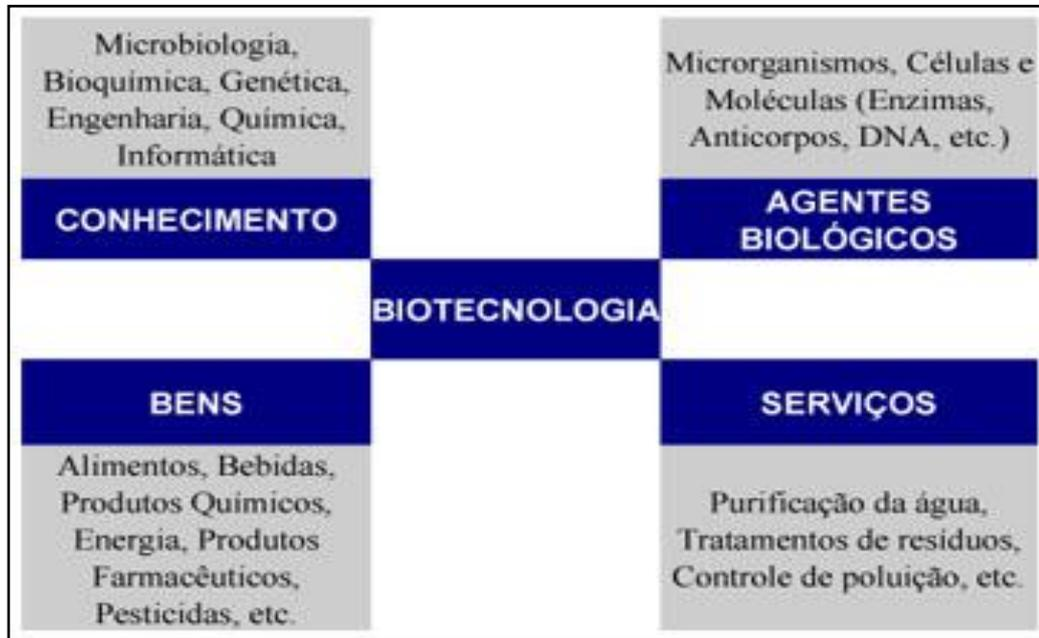 Microbiologia,
Bioquímica, Genética,
Engenharia, Química,
Informática
CONHECIMENTO
Microrganismos, Células e
Moléculas (Enzimas,
Anticorpos, DNA, etc.)
AGENTES
BIOLÓGICOS
BIOTECNOLOGIA
BENS
Alimentos, Bebidas,
Produtos Químicos,
Energia, Produtos
Farmacêuticos,
Pesticidas, etc.
SERVIÇOS
Purificação da água,
Tratamentos de resíduos,
Controle de poluição, etc.